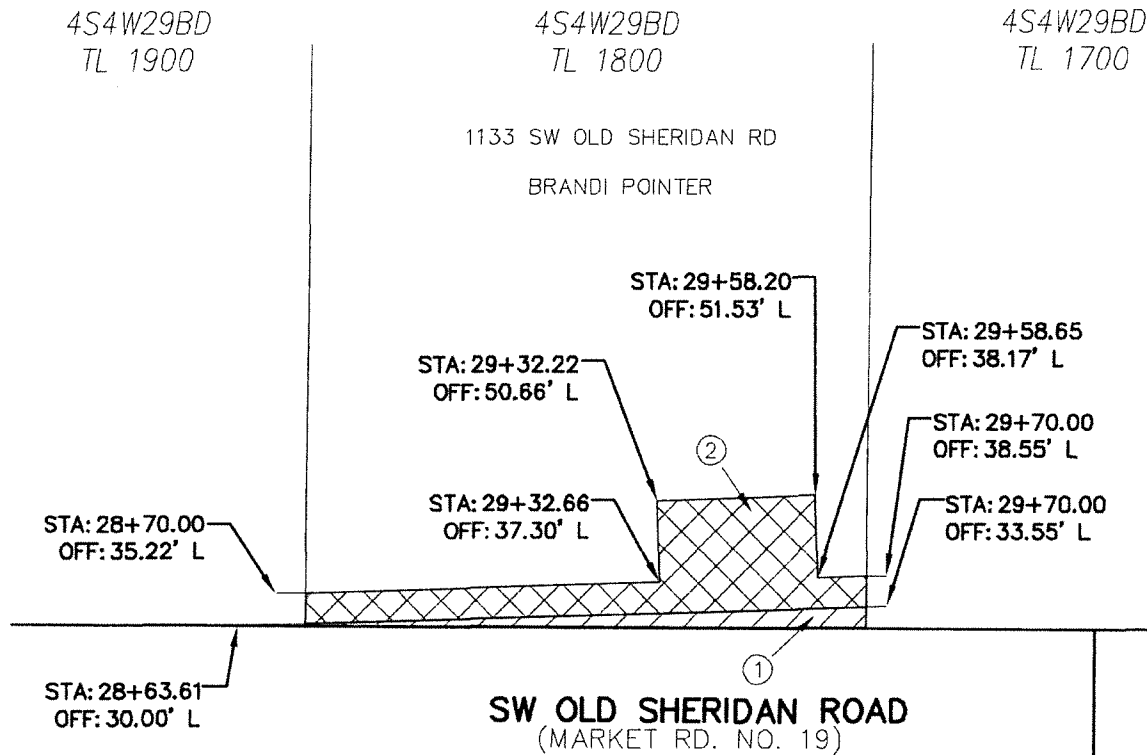 4S4W29BD
TL 1900
4S4W29BD
TL 1800
4S4W29BD
TL 1700
1133 SW OLD SHERIDAN RD
BRANDI POINTER
STA: 29+58.20
OFF: 51.53' L
STA: 29+58.65
OFF: 38.17' L
STA: 29+32.22
OFF: 50.66' L
STA: 29+70.00
OFF: 38.55' L
2
STA: 29+32.66
OFF: 37.30' L
STA: 29+70.00
OFF: 33.55' L
STA: 28+70.00
OFF: 35.22' L
1
STA: 28+63.61
OFF: 30.00' L
SW OLD SHERIDAN ROAD
(MARKET RD. NO. 19)